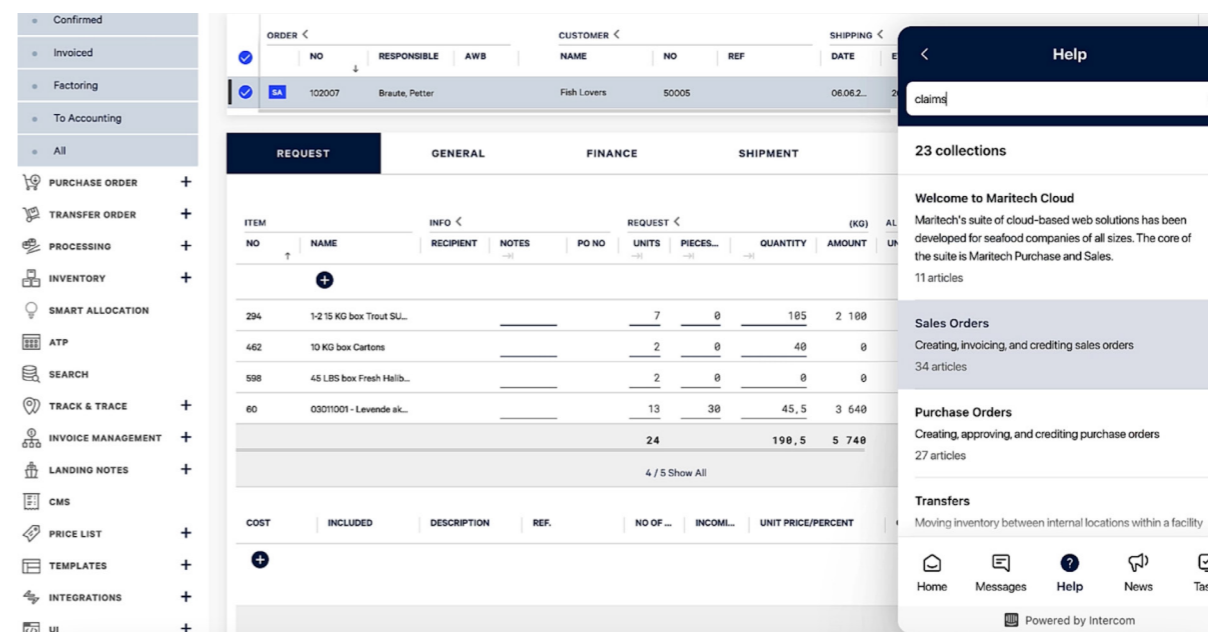 Confirmed
Invoiced
Factoring
To Accounting
All
PURCHASE ORDER +
TRANSFER ORDER +
PROCESSING +
INVENTORY +
SMART ALLOCATION
ATP
SEARCH
TRACK & TRACE +
INVOICE MANAGEMENT +
LANDING NOTES +
CMS
PRICE LIST +
TEMPLATES +
INTEGRATIONS +
UI +
ORDER < CUSTOMER < SHIPPING <
NO RESPONSIBLE AWB NAME NO REF DATE E
SA 102007 Braute, Petter Fish Lovers 50005 06.06.2... 20
REQUEST GENERAL FINANCE SHIPMENT
ITEM INFO < REQUEST < (KG) AL
NO NAME RECIPIENT NOTES PO NO UNITS PIECES... QUANTITY AMOUNT UN
294 1-2 15 KG box Trout SU... 7 0 105 2 100
462 10 KG box Cartons 2 0 40 0
598 45 LBS box Fresh Halib... 2 0 0 0
60 03011001 - Levende ak... 13 30 45,5 3 640
24 190,5 5 740
4 / 5 Show All
COST INCLUDED DESCRIPTION REF. NO OF ... INCOMI... UNIT PRICE/PERCENT
Help
claims
23 collections
Welcome to Maritech Cloud
Maritech's suite of cloud-based web solutions has been
developed for seafood companies of all sizes. The core of
the suite is Maritech Purchase and Sales.
11 articles
Sales Orders
Creating, invoicing, and crediting sales orders
34 articles
Purchase Orders
Creating, approving, and crediting purchase orders
27 articles
Transfers
Moving inventory between internal locations within a facility
Home Messages Help News Tas
Powered by Intercom